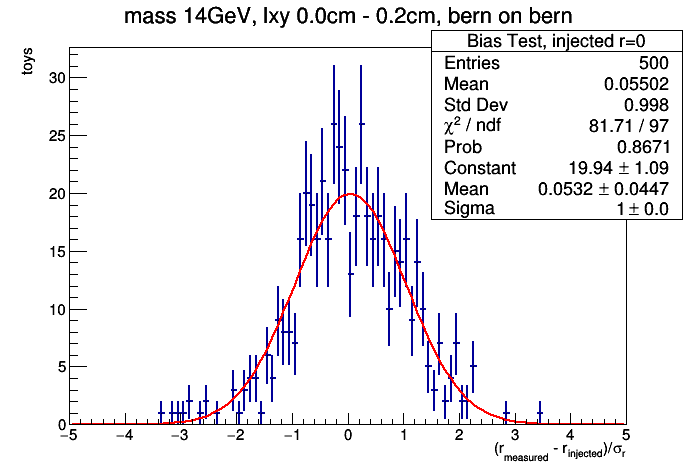 mass 14GeV, lxy 0.0cm - 0.2cm, bern on bern
Bias Test, injected r=0
Entries 500
Mean 0.05502
Std Dev 0.998
χ² / ndf 81.71 / 97
Prob 0.8671
Constant 19.94 ± 1.09
Mean 0.0532 ± 0.0447
Sigma 1 ± 0.0
toys
30
25
20
15
10
5
0
−5 −4 −3 −2 −1 0 1 2 3 4 5
(r_measured - r_injected)/σ_r